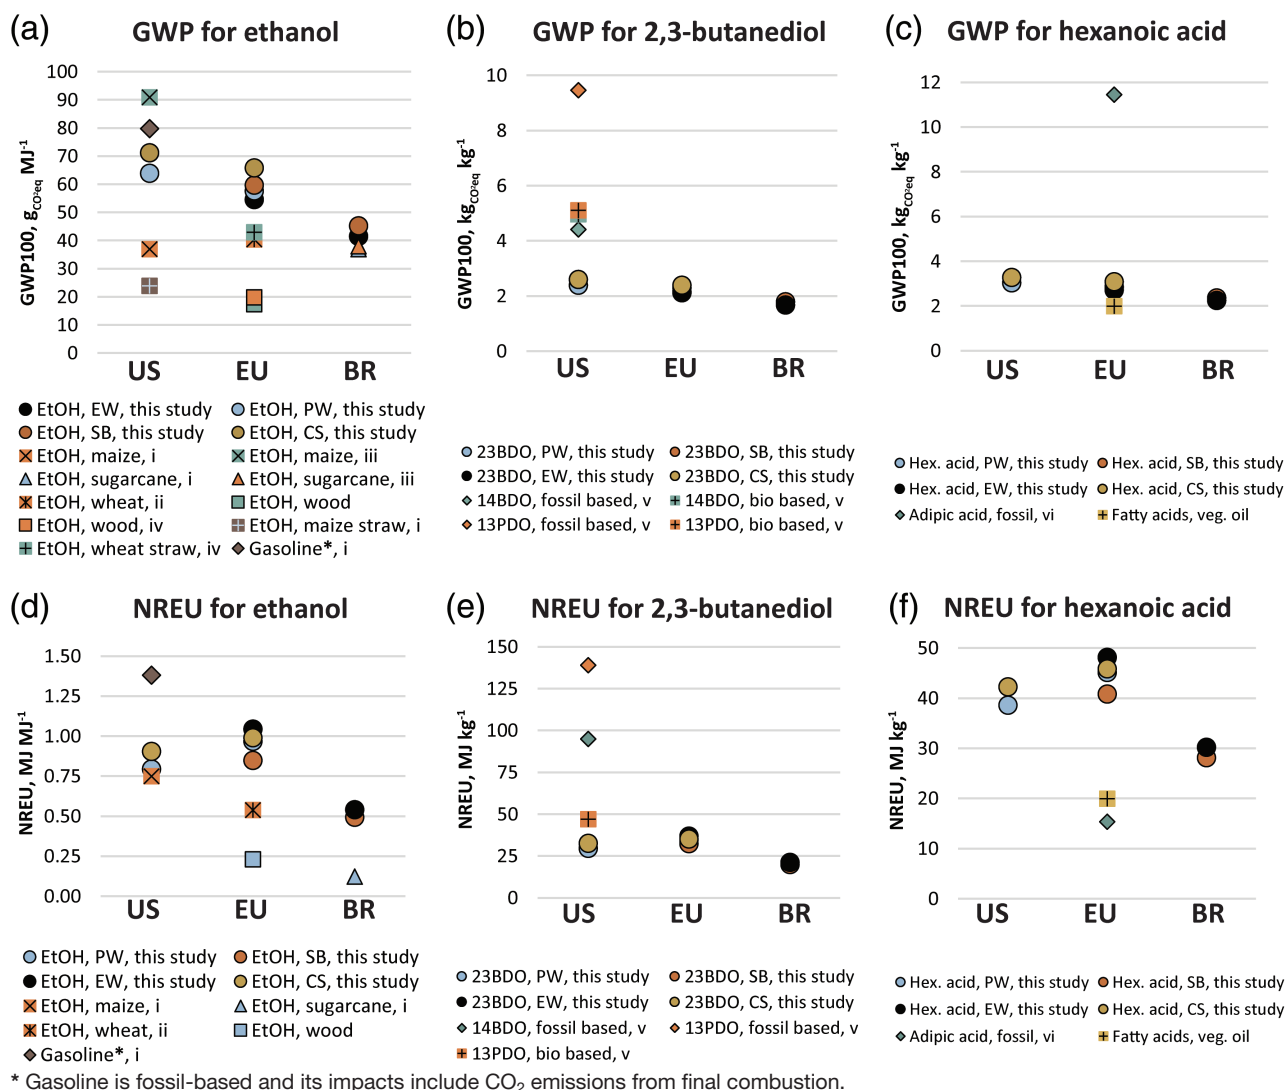 (a) GWP for ethanol
GWP100, gCO²eq MJ-1
100
90
80
70
60
50
40
30
20
10
0
US EU BR
EtOH, EW, this study EtOH, PW, this study
EtOH, SB, this study EtOH, CS, this study
EtOH, maize, i EtOH, maize, iii
EtOH, sugarcane, i EtOH, sugarcane, iii
EtOH, wheat, ii EtOH, wood
EtOH, wood, iv EtOH, maize straw, i
EtOH, wheat straw, iv Gasoline*, i
(b) GWP for 2,3-butanediol
GWP100, kgCO²eq kg-1
10
8
6
4
2
0
US EU BR
23BDO, PW, this study 23BDO, SB, this study
23BDO, EW, this study 23BDO, CS, this study
14BDO, fossil based, v 14BDO, bio based, v
13PDO, fossil based, v 13PDO, bio based, v
(c) GWP for hexanoic acid
GWP100, kgCO²eq kg-1
12
10
8
6
4
2
0
US EU BR
Hex. acid, PW, this study Hex. acid, SB, this study
Hex. acid, EW, this study Hex. acid, CS, this study
Adipic acid, fossil, vi Fatty acids, veg. oil
(d) NREU for ethanol
NREU, MJ MJ-1
1.50
1.25
1.00
0.75
0.50
0.25
0.00
US EU BR
EtOH, PW, this study EtOH, SB, this study
EtOH, EW, this study EtOH, CS, this study
EtOH, maize, i EtOH, sugarcane, i
EtOH, wheat, ii EtOH, wood
Gasoline*, i
(e) NREU for 2,3-butanediol
NREU, MJ kg-1
150
125
100
75
50
25
0
US EU BR
23BDO, PW, this study 23BDO, SB, this study
23BDO, EW, this study 23BDO, CS, this study
14BDO, fossil based, v 13PDO, fossil based, v
13PDO, bio based, v
(f) NREU for hexanoic acid
NREU, MJ kg-1
50
40
30
20
10
0
US EU BR
Hex. acid, PW, this study Hex. acid, SB, this study
Hex. acid, EW, this study Hex. acid, CS, this study
Adipic acid, fossil, vi Fatty acids, veg. oil
* Gasoline is fossil-based and its impacts include CO2 emissions from final combustion.